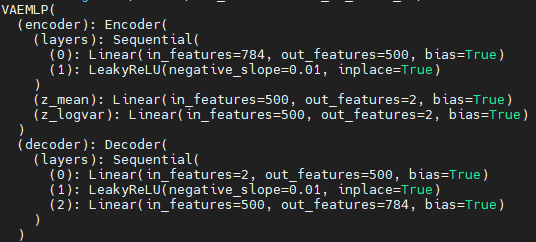 VAEMLP(
  (encoder): Encoder(
    (layers): Sequential(
      (0): Linear(in_features=784, out_features=500, bias=True)
      (1): LeakyReLU(negative_slope=0.01, inplace=True)
    )
    (z_mean): Linear(in_features=500, out_features=2, bias=True)
    (z_logvar): Linear(in_features=500, out_features=2, bias=True)
  )
  (decoder): Decoder(
    (layers): Sequential(
      (0): Linear(in_features=2, out_features=500, bias=True)
      (1): LeakyReLU(negative_slope=0.01, inplace=True)
      (2): Linear(in_features=500, out_features=784, bias=True)
    )
  )